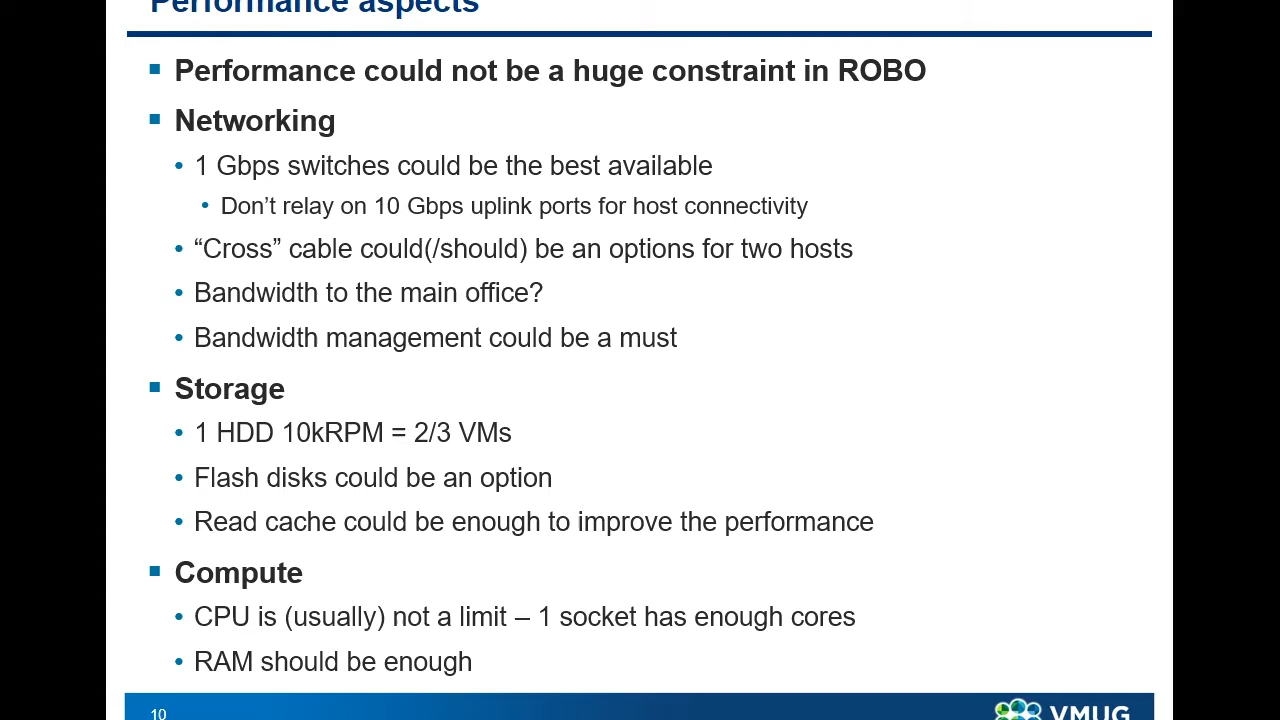 Performance aspects
Performance could not be a huge constraint in ROBO
Networking
1 Gbps switches could be the best available
Don’t relay on 10 Gbps uplink ports for host connectivity
“Cross” cable could(/should) be an options for two hosts
Bandwidth to the main office?
Bandwidth management could be a must
Storage
1 HDD 10kRPM = 2/3 VMs
Flash disks could be an option
Read cache could be enough to improve the performance
Compute
CPU is (usually) not a limit – 1 socket has enough cores
RAM should be enough
10
VMUG